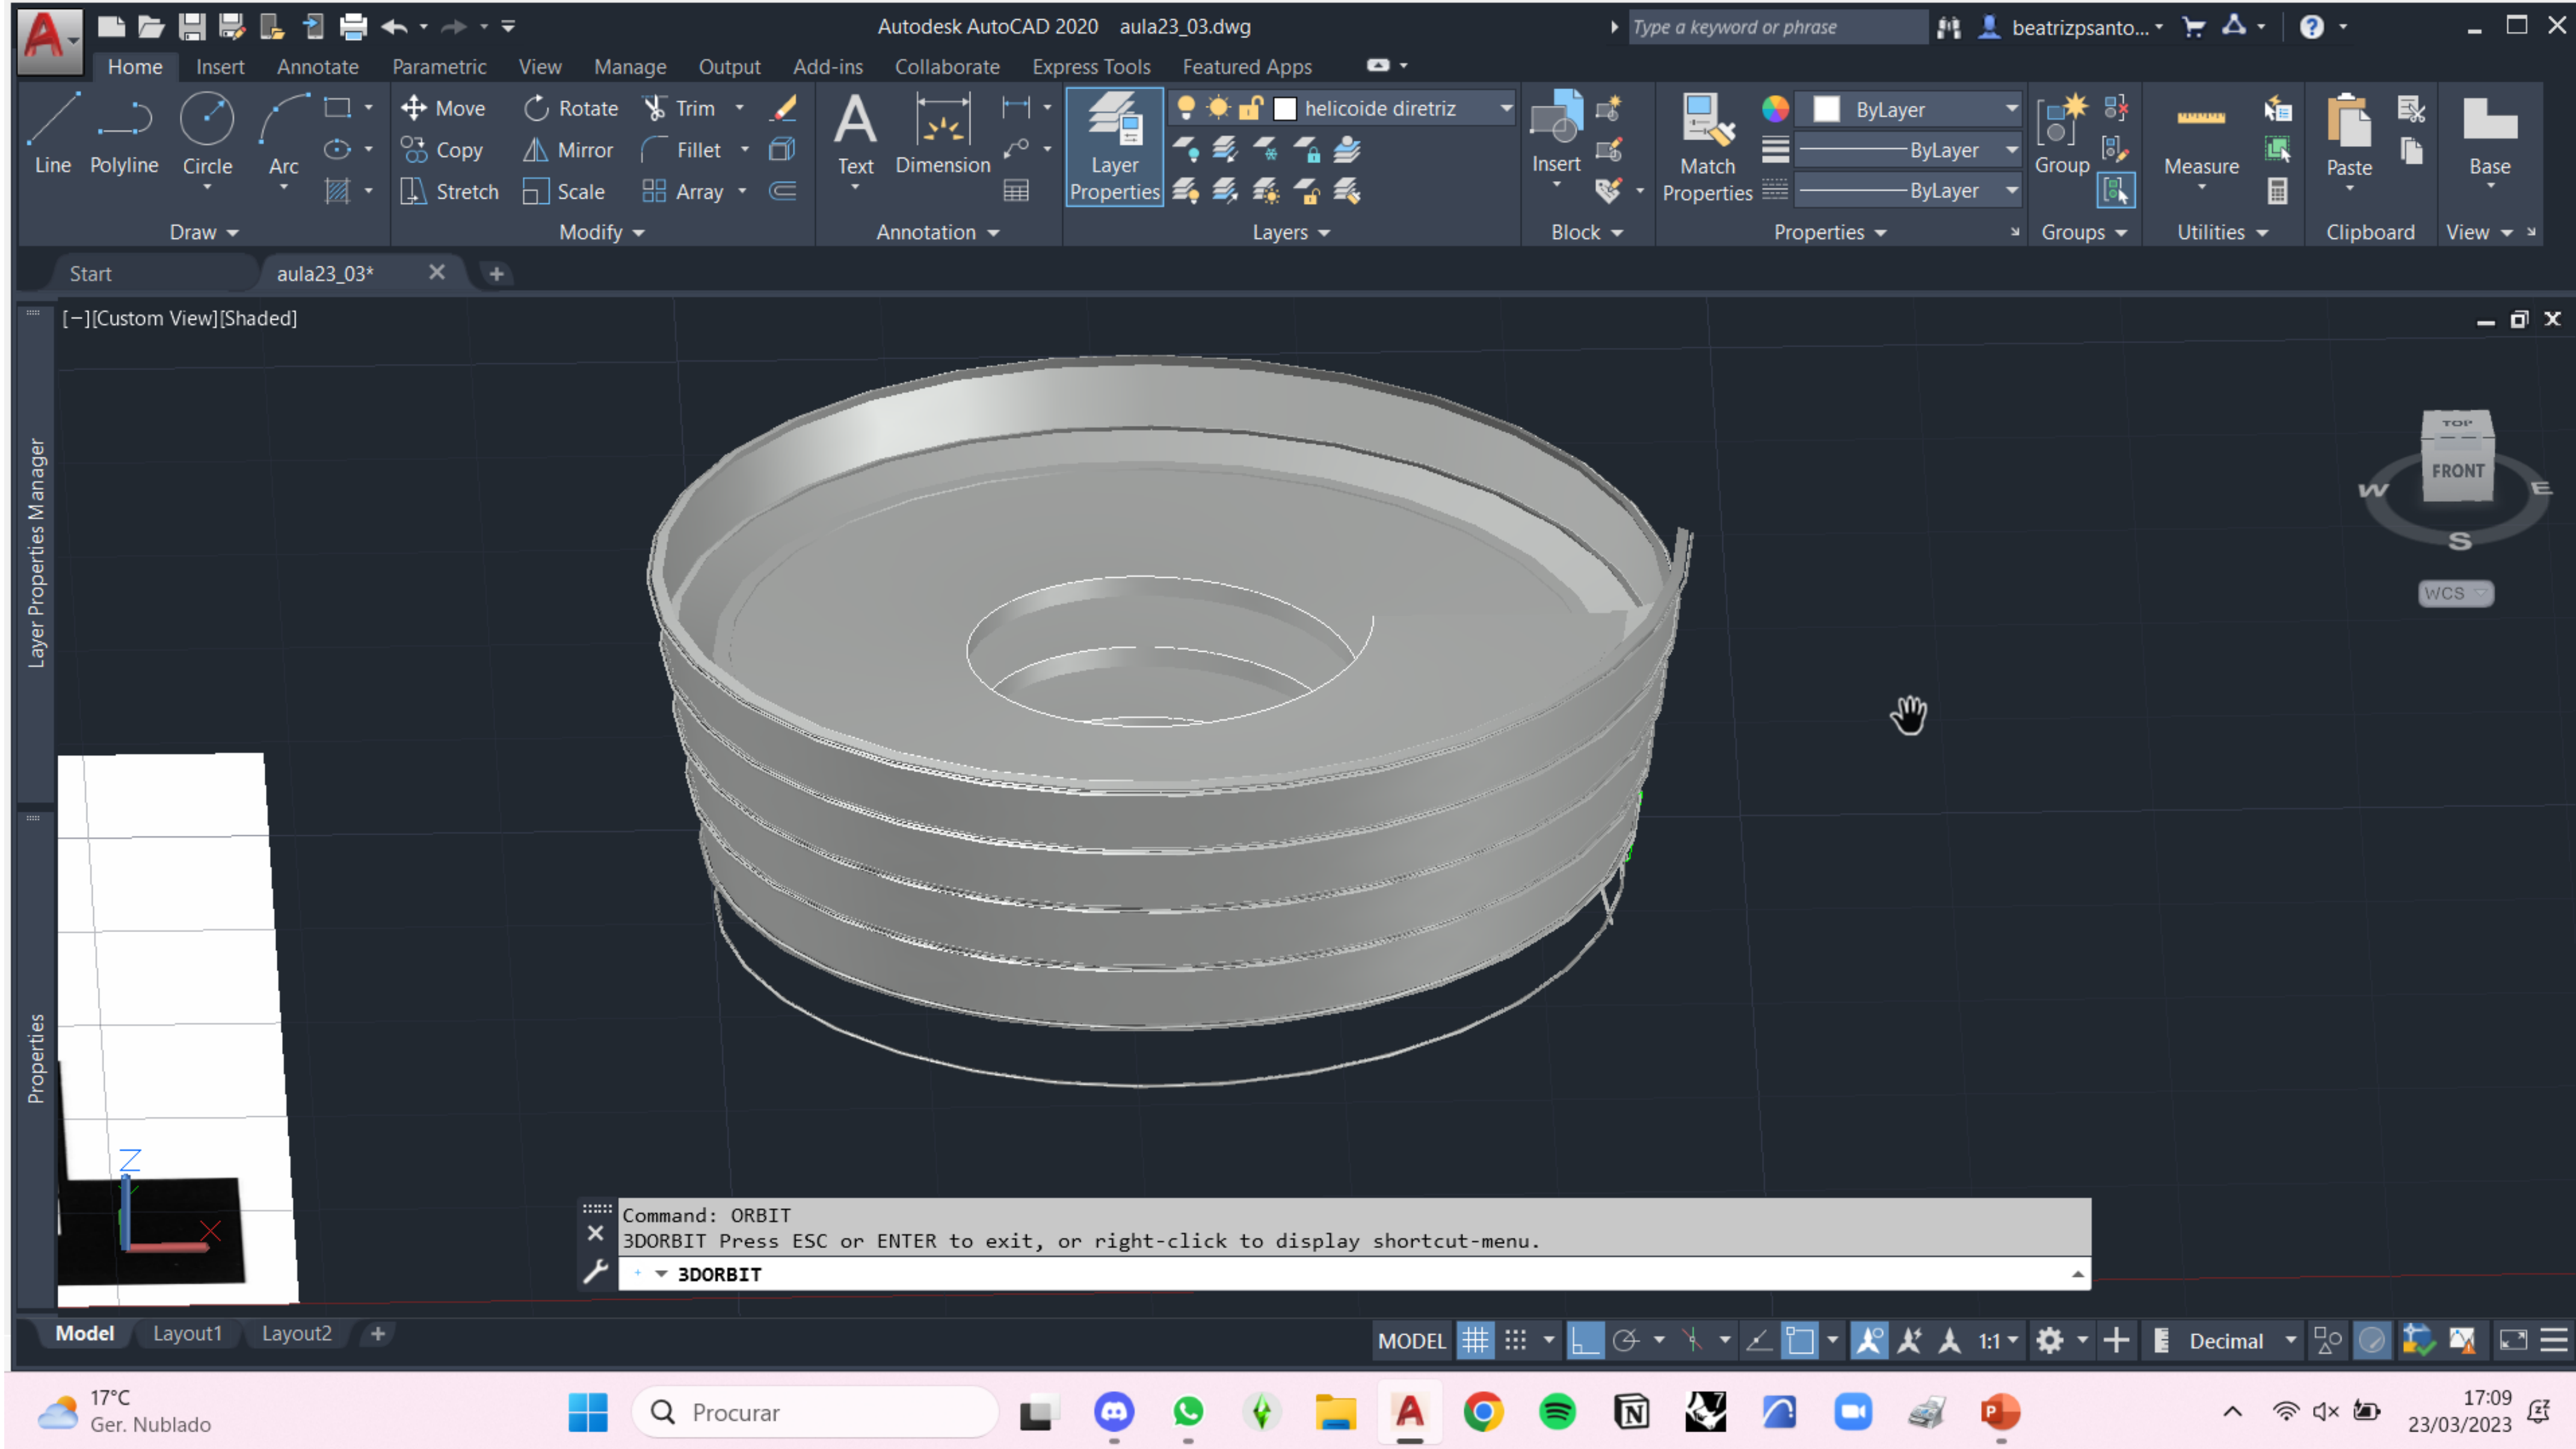 Autodesk AutoCAD 2020 aula23_03.dwg
Type a keyword or phrase
beatrizpsanto...
Home Insert Annotate Parametric View Manage Output Add-ins Collaborate Express Tools Featured Apps
Line
Polyline
Circle
Arc
Draw
Move
Rotate
Trim
Copy
Mirror
Fillet
Stretch
Scale
Array
Modify
Text
Dimension
Annotation
Layer
Properties
helicoide diretriz
Layers
Insert
Block
Match
Properties
ByLayer
ByLayer
ByLayer
Properties
Group
Groups
Measure
Utilities
Paste
Clipboard
Base
View
Start
aula23_03*
[−][Custom View][Shaded]
Layer Properties Manager
Properties
TOP
FRONT
W
E
S
WCS
Z
X
Command: ORBIT
3DORBIT Press ESC or ENTER to exit, or right-click to display shortcut-menu.
3DORBIT
Model Layout1 Layout2
MODEL
1:1
Decimal
17°C
Ger. Nublado
Procurar
17:09
23/03/2023